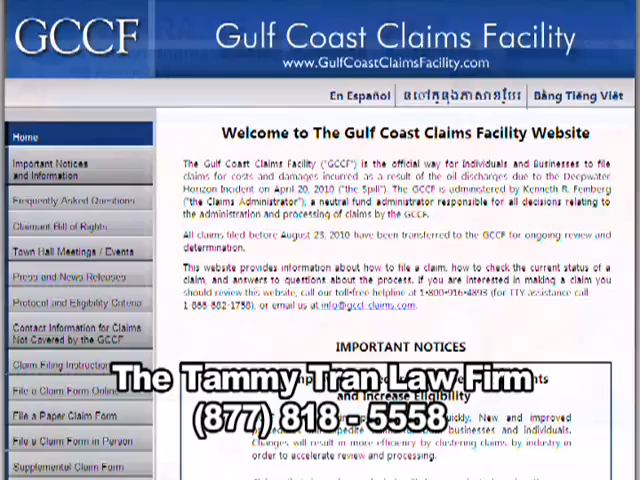 GCCF
Gulf Coast Claims Facility
www.GulfCoastClaimsFacility.com
En Español
Bằng Tiếng Việt
Home
Important Notices
and Information
Frequently Asked Questions
Claimant Bill of Rights
Town Hall Meetings / Events
Press and News Releases
Protocol and Eligibility Criteria
Contact Information for Claims
Not Covered by the GCCF
Claim Filing Instructions
File a Claim Form Online
File a Paper Claim Form
File a Claim Form in Person
Supplemental Claim Form
Welcome to The Gulf Coast Claims Facility Website
The Gulf Coast Claims Facility ("GCCF") is the official way for Individuals and Businesses to file
claims for costs and damages incurred as a result of the oil discharges due to the Deepwater
Horizon Incident on April 20, 2010 ("the Spill"). The GCCF is administered by Kenneth R. Feinberg
("the Claims Administrator"), a neutral fund administrator responsible for all decisions relating to
the administration and processing of claims by the GCCF.
All claims filed before August 23, 2010 have been transferred to the GCCF for ongoing review and
determination.
This website provides information about how to file a claim, how to check the current status of a
claim, and answers to questions about the process. If you are interested in making a claim you
should review this website, call our toll-free helpline at 1-800-916-4893 (for TTY assistance call
1-866-682-1758), or email us at info@gccf-claims.com.
IMPORTANT NOTICES
and Increase Eligibility
quickly. New and improved
businesses and individuals.
Changes will result in more efficiency by clustering claims by industry in
order to accelerate review and processing.
The Tammy Tran Law Firm
(877) 818 - 5558